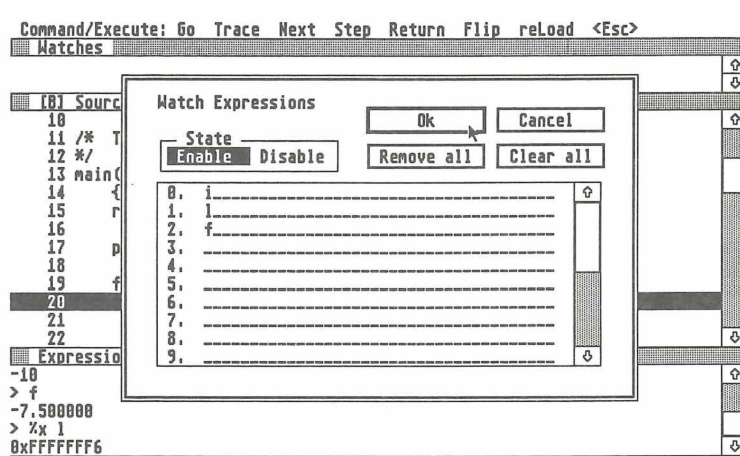 Command/Execute: Go Trace Next Step Return Flip reLoad <Esc>
Watches
[0] Sourc
10
11 /* T
12 */
13 main(
14 {
15 r
16
17 p
18
19 f
20
21
22
Watch Expressions
Ok Cancel
State
Enable Disable
Remove all Clear all
0. i
1. l
2. f
3.
4.
5.
6.
7.
8.
9.
Expressio
-10
> f
-7.500000
> %x l
0xFFFFFFF6